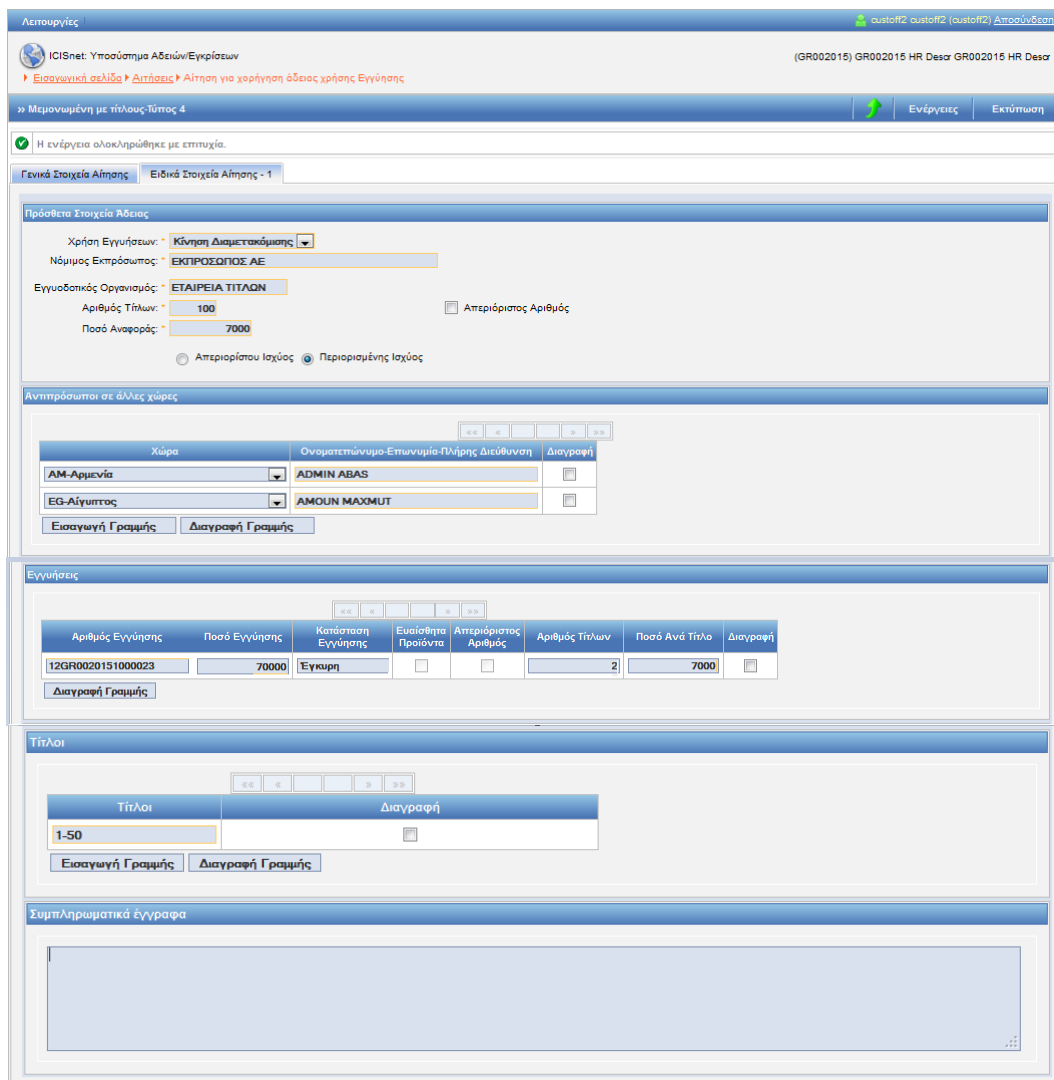 Λειτουργίες
custoff2 custoff2 (custoff2) Αποσύνδεση
ICISnet: Υποσύστημα Αδειών/Εγκρίσεων
(GR002015) GR002015 HR Descr GR002015 HR Descr
Εισαγωγική σελίδα Αιτήσεις Αίτηση για χορήγηση άδειας χρήσης Εγγύησης
» Μεμονωμένη με τίτλους-Τύπος 4
Ενέργειες Εκτύπωση
Η ενέργεια ολοκληρώθηκε με επιτυχία.
Γενικά Στοιχεία Αίτησης Ειδικά Στοιχεία Αίτησης - 1
Πρόσθετα Στοιχεία Άδειας
Χρήση Εγγυήσεων: * Κίνηση Διαμετακόμισης
Νόμιμος Εκπρόσωπος: * ΕΚΠΡΟΣΩΠΟΣ ΑΕ
Εγγυοδοτικός Οργανισμός: * ΕΤΑΙΡΕΙΑ ΤΙΤΛΩΝ
Αριθμός Τίτλων: * 100 Απεριόριστος Αριθμός
Ποσό Αναφοράς: * 7000
Απεριορίστου Ισχύος Περιορισμένης Ισχύος
Αντιπρόσωποι σε άλλες χώρες
«« « » »»
Χώρα Ονοματεπώνυμο-Επωνυμία-Πλήρης Διεύθυνση Διαγραφή
AM-Αρμενία ADMIN ABAS
EG-Αίγυπτος AMOUN MAXMUT
Εισαγωγή Γραμμής Διαγραφή Γραμμής
Εγγυήσεις
«« « » »»
Αριθμός Εγγύησης Ποσό Εγγύησης Κατάσταση Εγγύησης Ευαίσθητα Προϊόντα Απεριόριστος Αριθμός Αριθμός Τίτλων Ποσό Ανά Τίτλο Διαγραφή
12GR0020151000023 70000 Έγκυρη 2 7000
Διαγραφή Γραμμής
Τίτλοι
«« « » »»
Τίτλοι Διαγραφή
1-50
Εισαγωγή Γραμμής Διαγραφή Γραμμής
Συμπληρωματικά έγγραφα